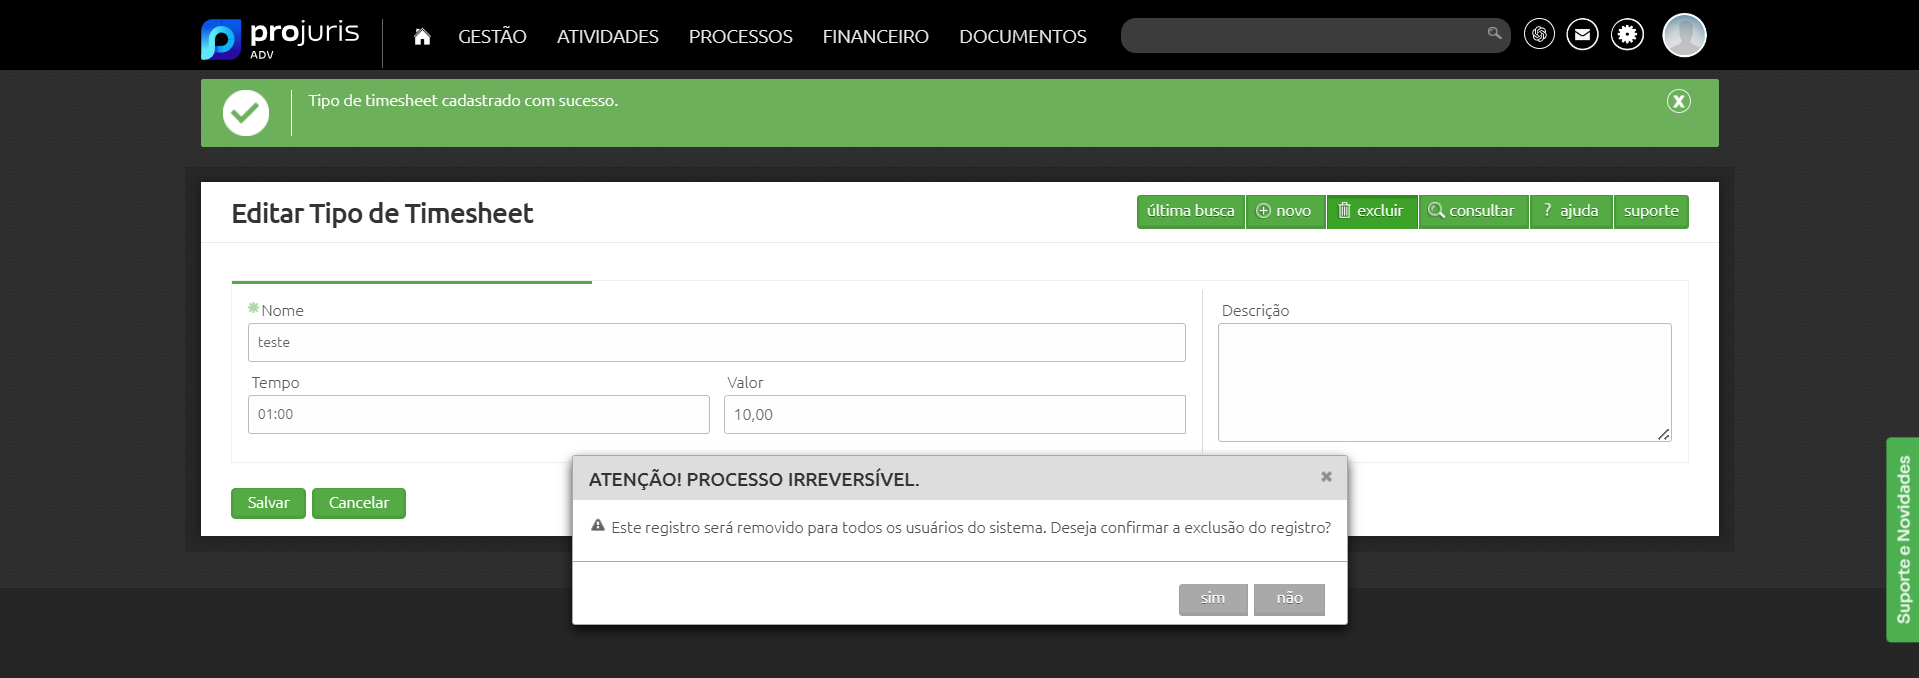 projuris
ADV
GESTÃO
ATIVIDADES
PROCESSOS
FINANCEIRO
DOCUMENTOS
Tipo de timesheet cadastrado com sucesso.
Editar Tipo de Timesheet
última busca
novo
excluir
consultar
? ajuda
suporte
Nome
teste
Tempo
01:00
Valor
10,00
Descrição
Salvar
Cancelar
ATENÇÃO! PROCESSO IRREVERSÍVEL.
Este registro será removido para todos os usuários do sistema. Deseja confirmar a exclusão do registro?
sim
não
Suporte e Novidades